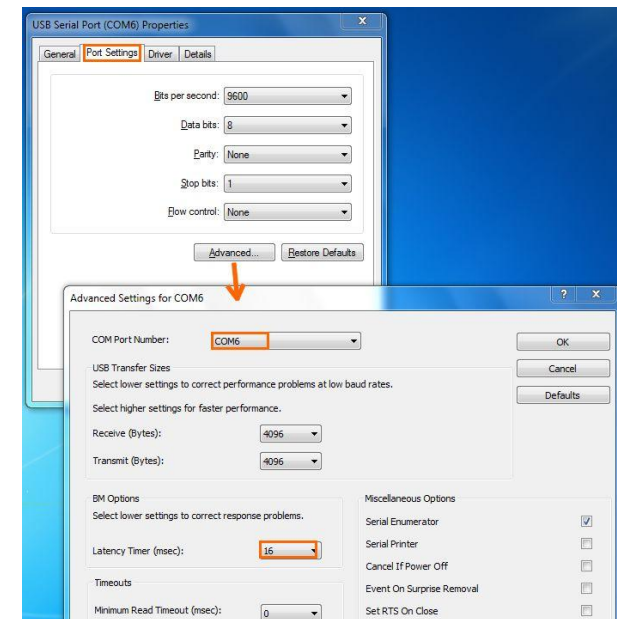 USB Serial Port (COM6) Properties
General Port Settings Driver Details
Bits per second: 9600
Data bits: 8
Parity: None
Stop bits: 1
Flow control: None
Advanced... Restore Defaults
Advanced Settings for COM6
COM Port Number: COM6
OK
USB Transfer Sizes
Cancel
Select lower settings to correct performance problems at low baud rates.
Defaults
Select higher settings for faster performance.
Receive (Bytes): 4096
Transmit (Bytes): 4096
BM Options
Select lower settings to correct response problems.
Latency Timer (msec): 16
Timeouts
Minimum Read Timeout (msec): 0
Miscellaneous Options
Serial Enumerator
Serial Printer
Cancel If Power Off
Event On Surprise Removal
Set RTS On Close